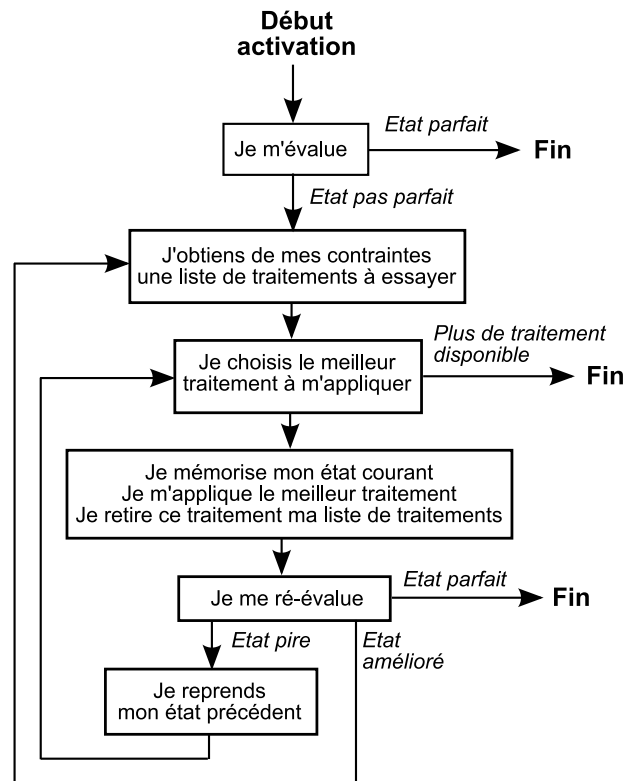 Début
activation
Je m'évalue
Etat parfait
Fin
Etat pas parfait
J'obtiens de mes contraintes
une liste de traitements à essayer
Je choisis le meilleur
traitement à m'appliquer
Plus de traitement
disponible
Fin
Je mémorise mon état courant
Je m'applique le meilleur traitement
Je retire ce traitement ma liste de traitements
Je me ré-évalue
Etat parfait
Fin
Etat pire
Etat
amélioré
Je reprends
mon état précédent